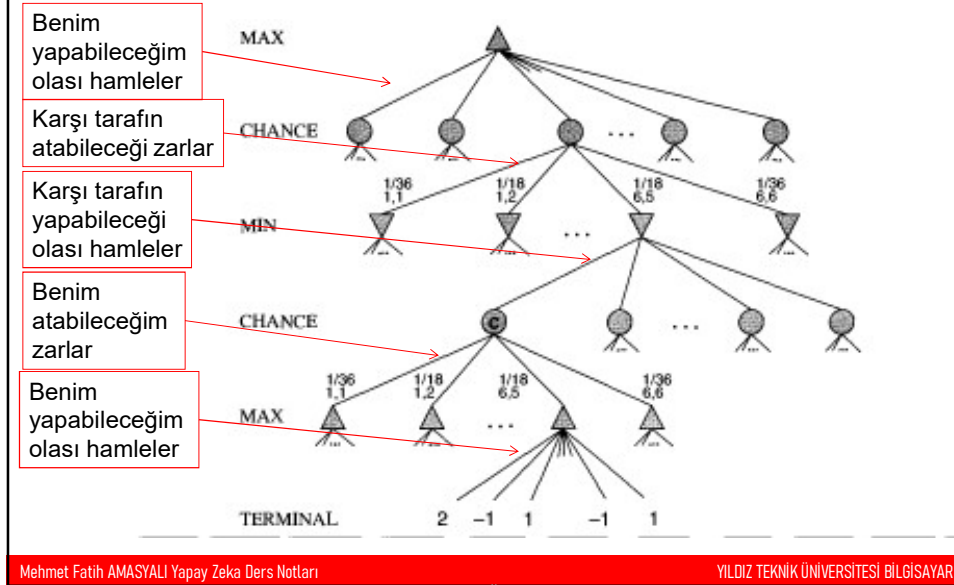 Benim
yapabileceğim
olası hamleler
MAX
Karşı tarafın
atabileceği zarlar
CHANCE
...
1/36
1,1
1/18
1,2
1/18
6,5
1/36
6,6
Karşı tarafın
yapabileceği
olası hamleler
MIN
...
Benim
atabileceğim
zarlar
CHANCE
C
...
1/36
1,1
1/18
1,2
1/18
6,5
1/36
6,6
Benim
yapabileceğim
olası hamleler
MAX
...
TERMINAL 2 −1 1 −1 1
Mehmet Fatih AMASYALI Yapay Zeka Ders Notları YILDIZ TEKNİK ÜNİVERSİTESİ BİLGİSAYAR